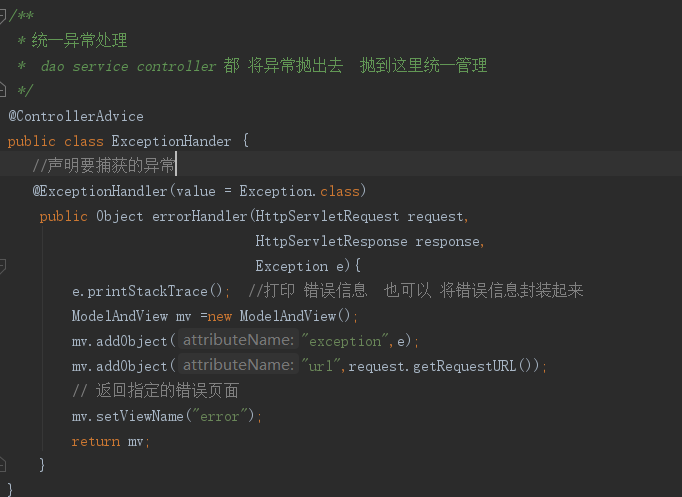 /**
 * 统一异常处理
 *  dao service controller 都 将异常抛出去  抛到这里统一管理
 */
@ControllerAdvice
public class ExceptionHander {
   //声明要捕获的异常
   @ExceptionHandler(value = Exception.class)
    public Object errorHandler(HttpServletRequest request,
                               HttpServletResponse response,
                               Exception e){
        e.printStackTrace();  //打印 错误信息  也可以 将错误信息封装起来
        ModelAndView mv =new ModelAndView();
        mv.addObject( attributeName: "exception",e);
        mv.addObject( attributeName: "url",request.getRequestURL());
        // 返回指定的错误页面
        mv.setViewName("error");
        return mv;
    }
}